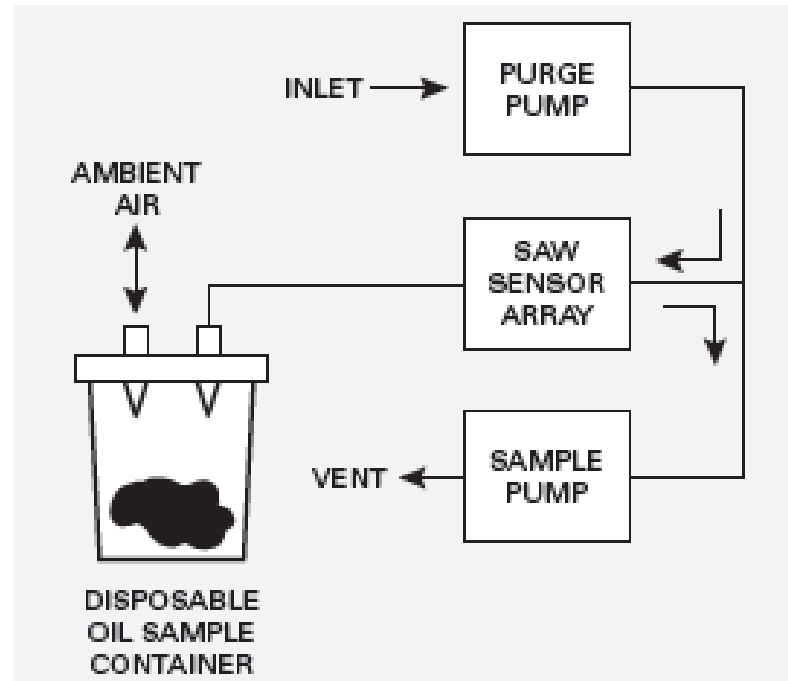 INLET
PURGE
PUMP
AMBIENT
AIR
SAW
SENSOR
ARRAY
VENT
SAMPLE
PUMP
DISPOSABLE
OIL SAMPLE
CONTAINER